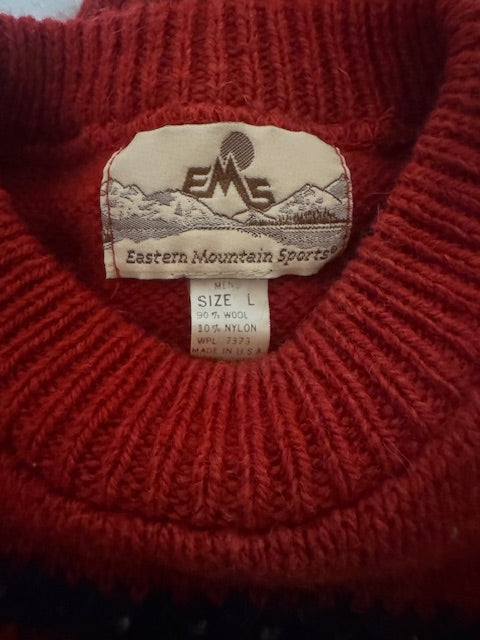 EMS
Eastern Mountain Sports®
MENS
SIZE L
90% WOOL
10% NYLON
WPL 7373
MADE IN U.S.A.